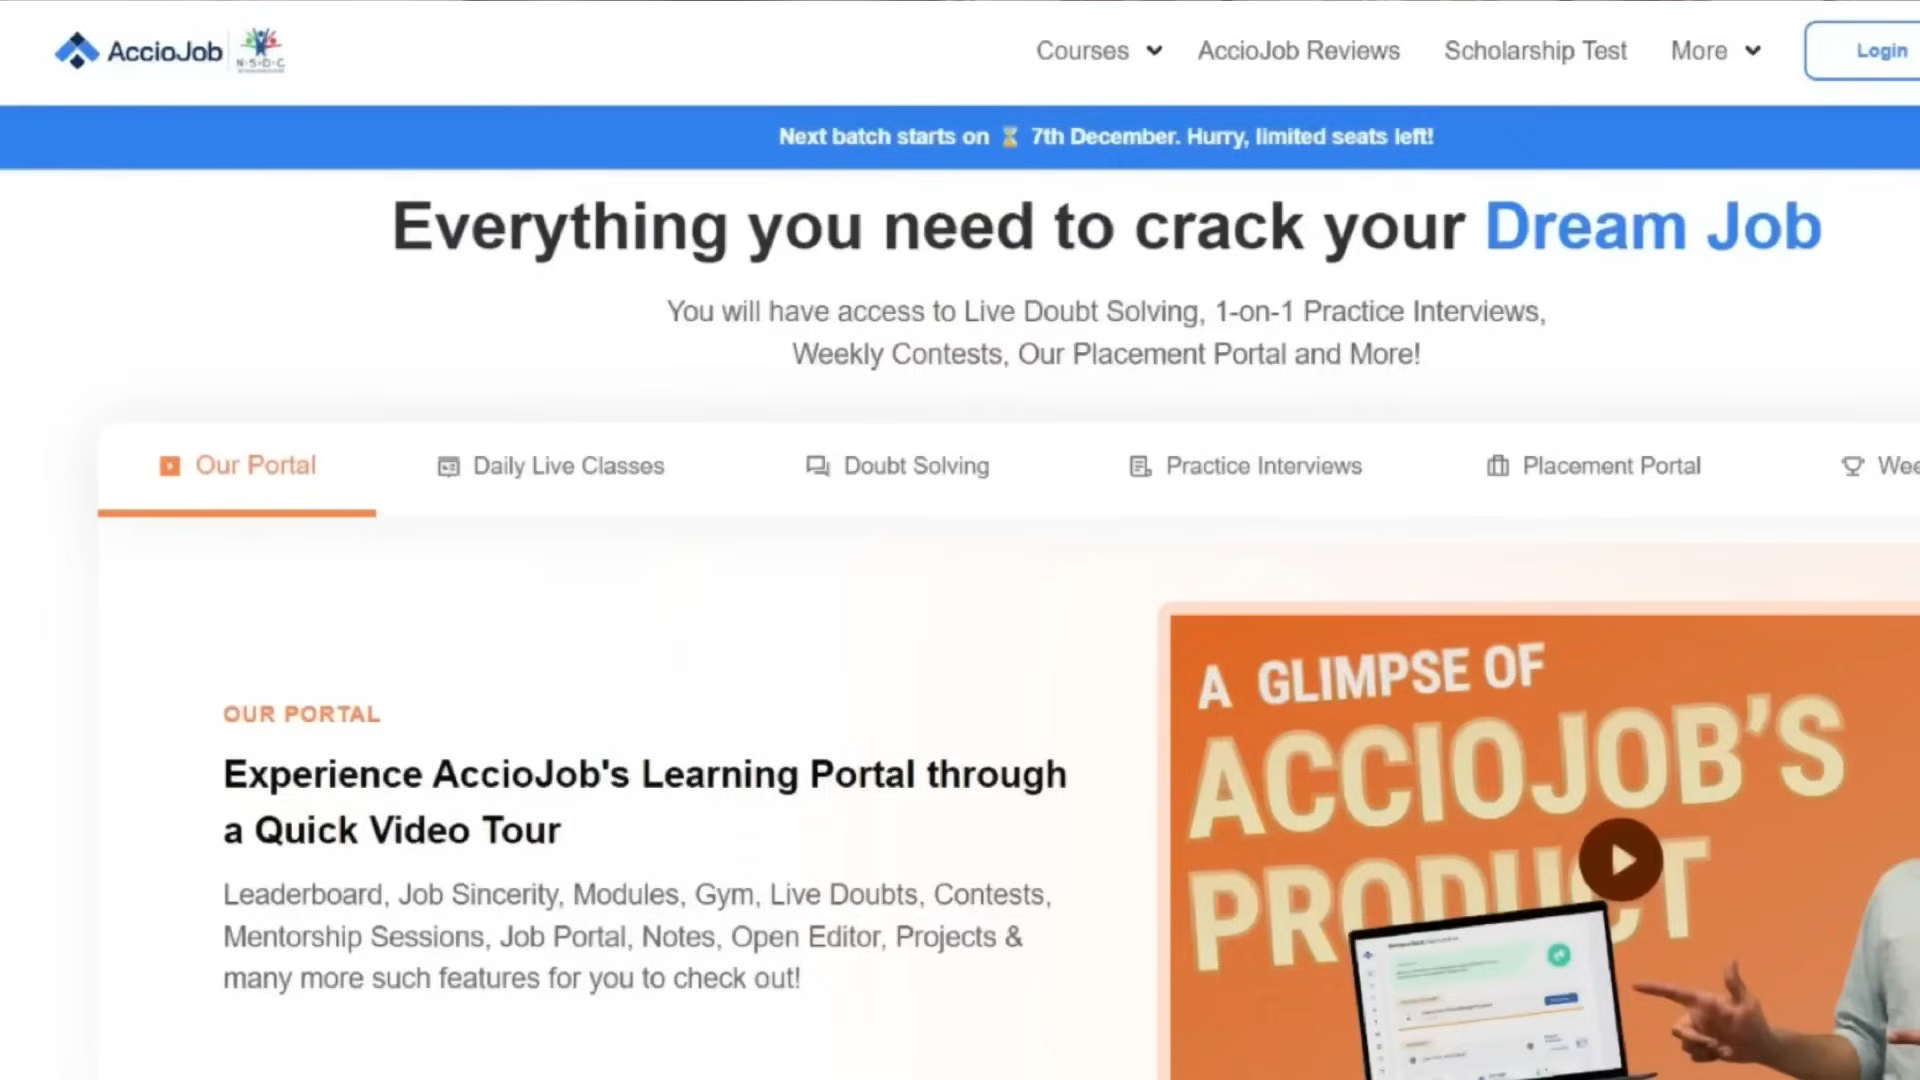 AccioJob
N·S·D·C
Courses
AccioJob Reviews
Scholarship Test
More
Login
Next batch starts on ⏳ 7th December. Hurry, limited seats left!
Everything you need to crack your Dream Job
You will have access to Live Doubt Solving, 1-on-1 Practice Interviews,
Weekly Contests, Our Placement Portal and More!
Our Portal
Daily Live Classes
Doubt Solving
Practice Interviews
Placement Portal
OUR PORTAL
Experience AccioJob's Learning Portal through
a Quick Video Tour
Leaderboard, Job Sincerity, Modules, Gym, Live Doubts, Contests,
Mentorship Sessions, Job Portal, Notes, Open Editor, Projects &
many more such features for you to check out!
A GLIMPSE OF
ACCIOJOB'S
PRODUCT